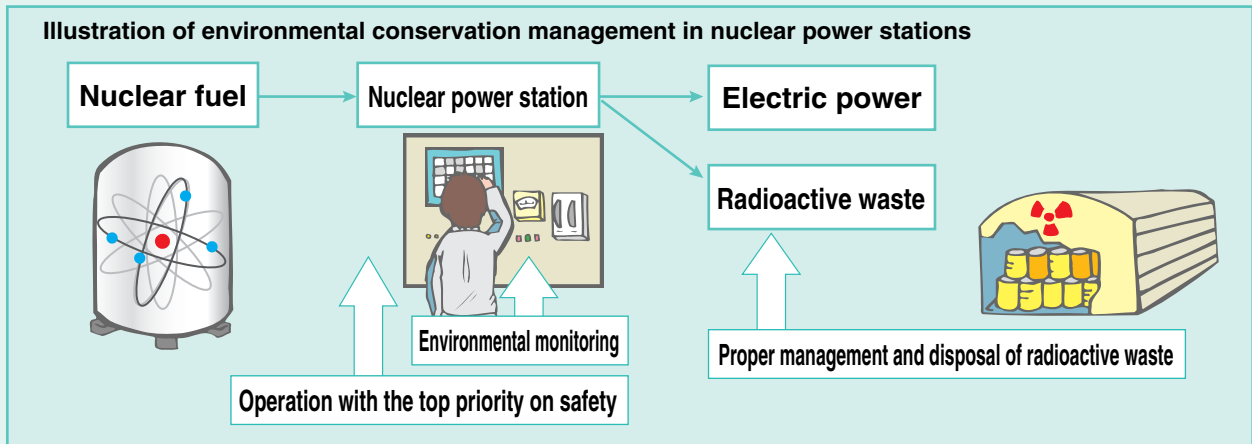 Illustration of environmental conservation management in nuclear power stations
Nuclear fuel
Nuclear power station
Electric power
Radioactive waste
Environmental monitoring
Proper management and disposal of radioactive waste
Operation with the top priority on safety